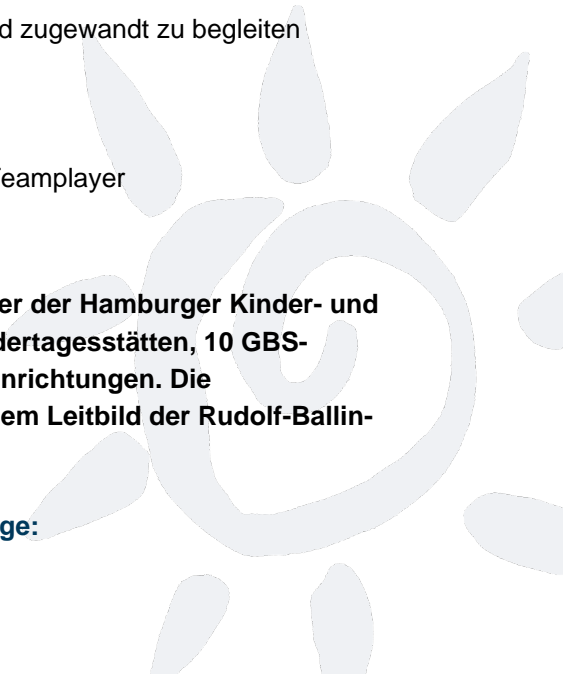 d zugewandt zu begleiten
eamplayer
er der Hamburger Kinder- und
dertagesstätten, 10 GBS-
nrichtungen. Die
em Leitbild der Rudolf-Ballin-
ge: